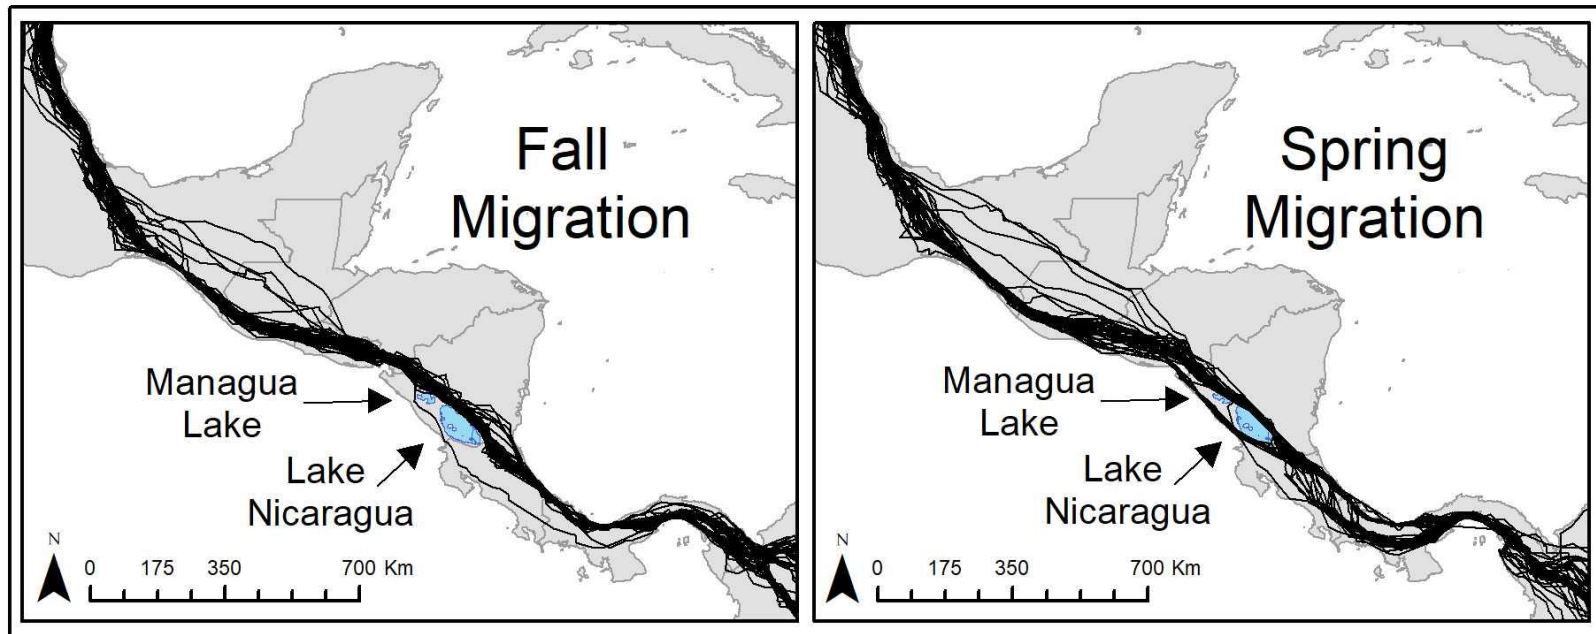 Fall
Migration
Managua
Lake
Lake
Nicaragua
N
0 175 350 700 Km
Spring
Migration
Managua
Lake
Lake
Nicaragua
N
0 175 350 700 Km